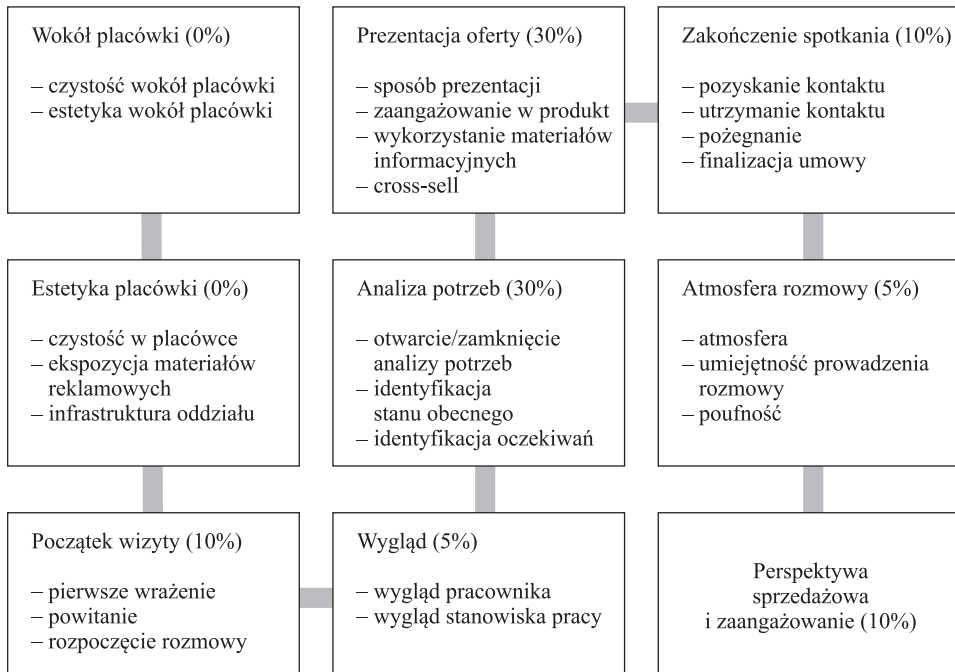 Wokół placówki (0%)
– czystość wokół placówki
– estetyka wokół placówki
Estetyka placówki (0%)
– czystość w placówce
– ekspozycja materiałów
reklamowych
– infrastruktura oddziału
Początek wizyty (10%)
– pierwsze wrażenie
– powitanie
– rozpoczęcie rozmowy
Wygląd (5%)
– wygląd pracownika
– wygląd stanowiska pracy
Analiza potrzeb (30%)
– otwarcie/zamknięcie
analizy potrzeb
– identyfikacja
stanu obecnego
– identyfikacja oczekiwań
Prezentacja oferty (30%)
– sposób prezentacji
– zaangażowanie w produkt
– wykorzystanie materiałów
informacyjnych
– cross-sell
Zakończenie spotkania (10%)
– pozyskanie kontaktu
– utrzymanie kontaktu
– pożegnanie
– finalizacja umowy
Atmosfera rozmowy (5%)
– atmosfera
– umiejętność prowadzenia
rozmowy
– poufność
Perspektywa
sprzedażowa
i zaangażowanie (10%)